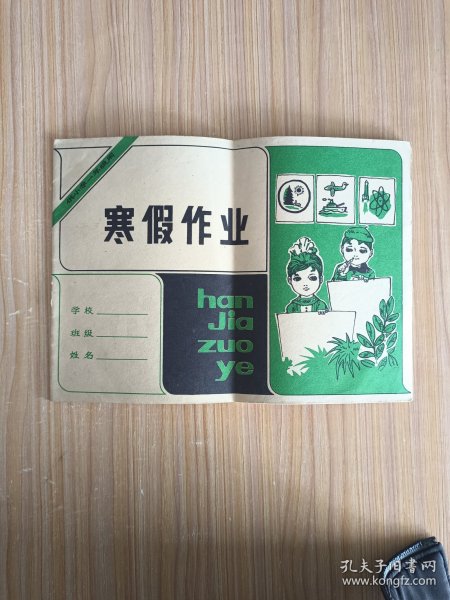 寒假作业
学校
班级
姓名
han
Jia
zuo
ye
孔夫子旧书网
www.kongfz.com